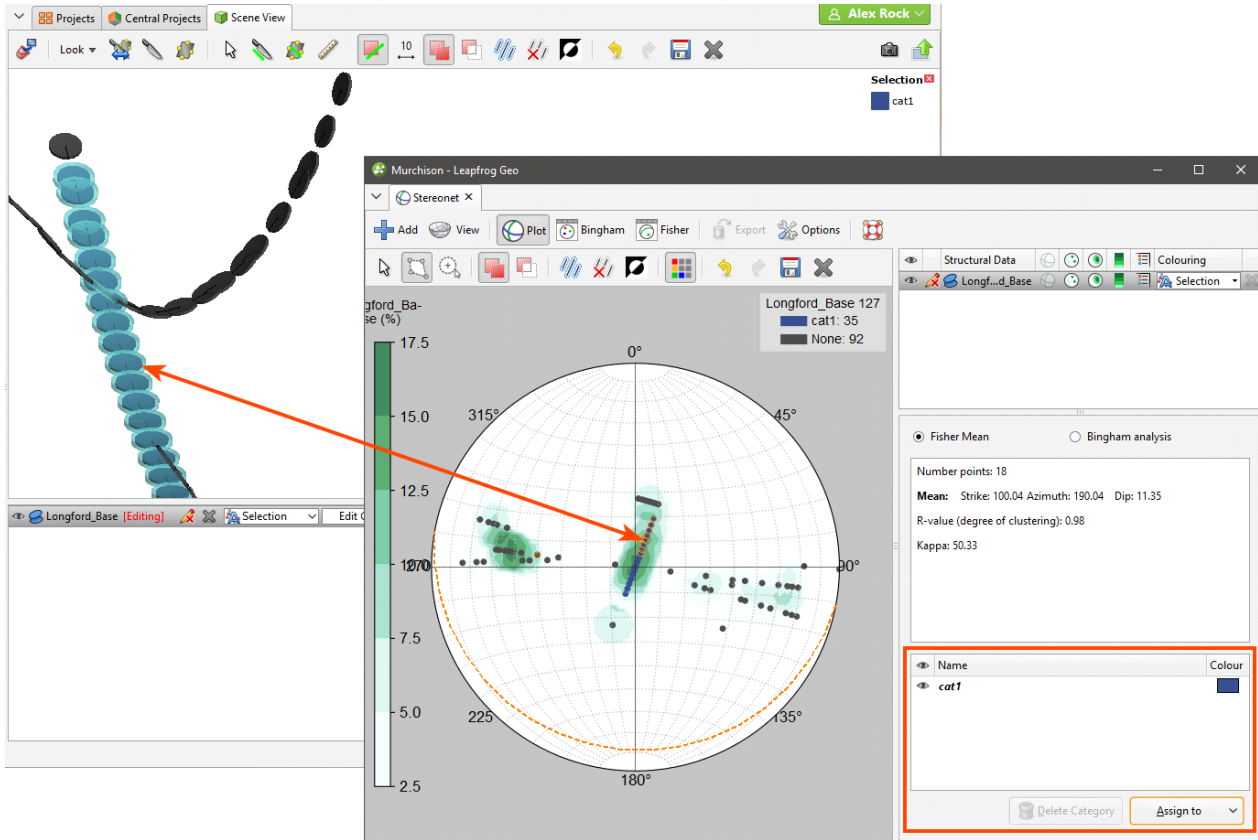 Projects
Central Projects
Scene View
Alex Rock
Look
10
Selection
cat1
Murchison - Leapfrog Geo
Stereonet
Add
View
Plot
Bingham
Fisher
Export
Options
Structural Data
Colouring
Longf...d_Base
Selection
gford_Ba-
se (%)
Longford_Base 127
cat1: 35
None: 92
17.5
15.0
12.5
7.5
5.0
2.5
0°
45°
90°
135°
180°
225
270
315°
Longford_Base [Editing]
Selection
Edit
Fisher Mean
Bingham analysis
Number points: 18
Mean: Strike: 100.04 Azimuth: 190.04 Dip: 11.35
R-value (degree of clustering): 0.98
Kappa: 50.33
Name
Colour
cat1
Delete Category
Assign to